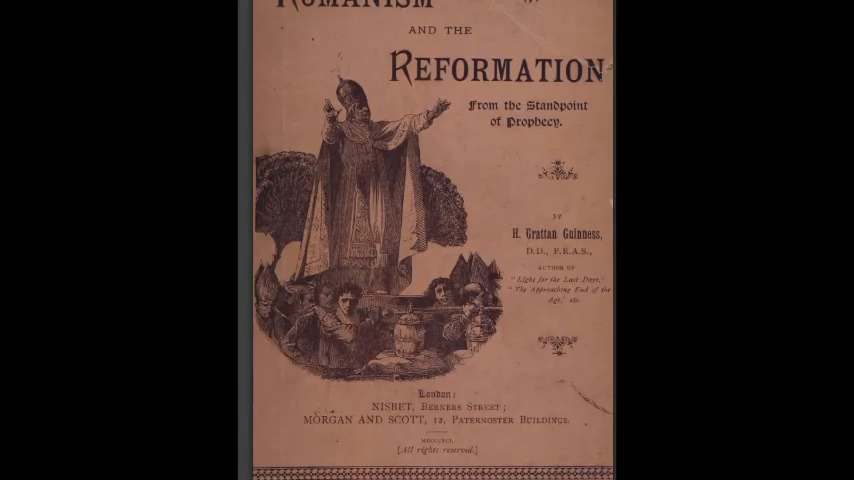 ROMANISM
AND THE
REFORMATION
From the Standpoint
of Prophecy.
BY
H. Grattan Guinness,
D.D., F.R.A.S.,
AUTHOR OF
"Light for the Last Days,"
"The Approaching End of the
Age," etc.
London:
NISBET, BERNERS STREET;
MORGAN AND SCOTT, 12, PATERNOSTER BUILDINGS.
MDCCCXCI.
[All rights reserved.]